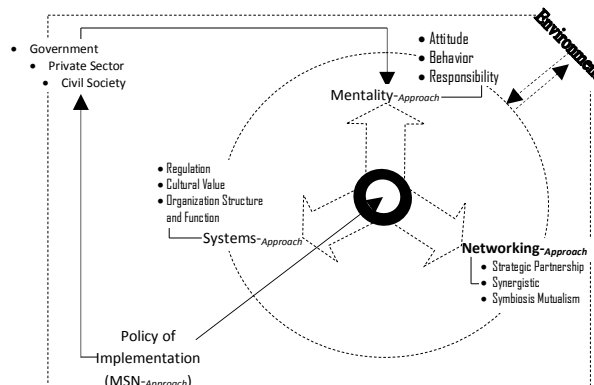 • Government
• Private Sector
• Civil Society
• Attitude
• Behavior
• Responsibility
Mentality-Approach
Environment
• Regulation
• Cultural Value
• Organization Structure
and Function
Systems-Approach
Networking-Approach
• Strategic Partnership
• Synergistic
• Symbiosis Mutualism
Policy of
Implementation
(MSN-Approach)